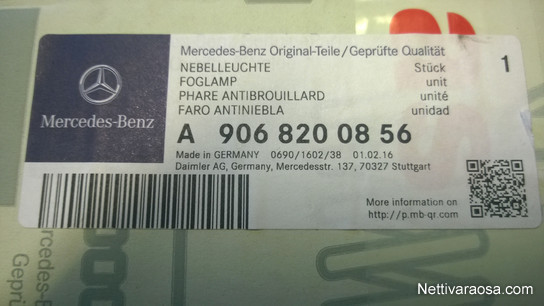 Mercedes-Benz Original-Teile/Geprüfte Qualität
NEBELLEUCHTE Stück
FOGLAMP unit
PHARE ANTIBROUILLARD unité
FARO ANTINIEBLA unidad
1
Mercedes-Benz
A 906 820 08 56
Made in GERMANY 0690/1602/38 01.02.16
Daimler AG, Germany, Mercedesstr. 137, 70327 Stuttgart
More information on
http://p.mb-qr.com
Mercedes-B
Geprü
Nettivaraosa.com